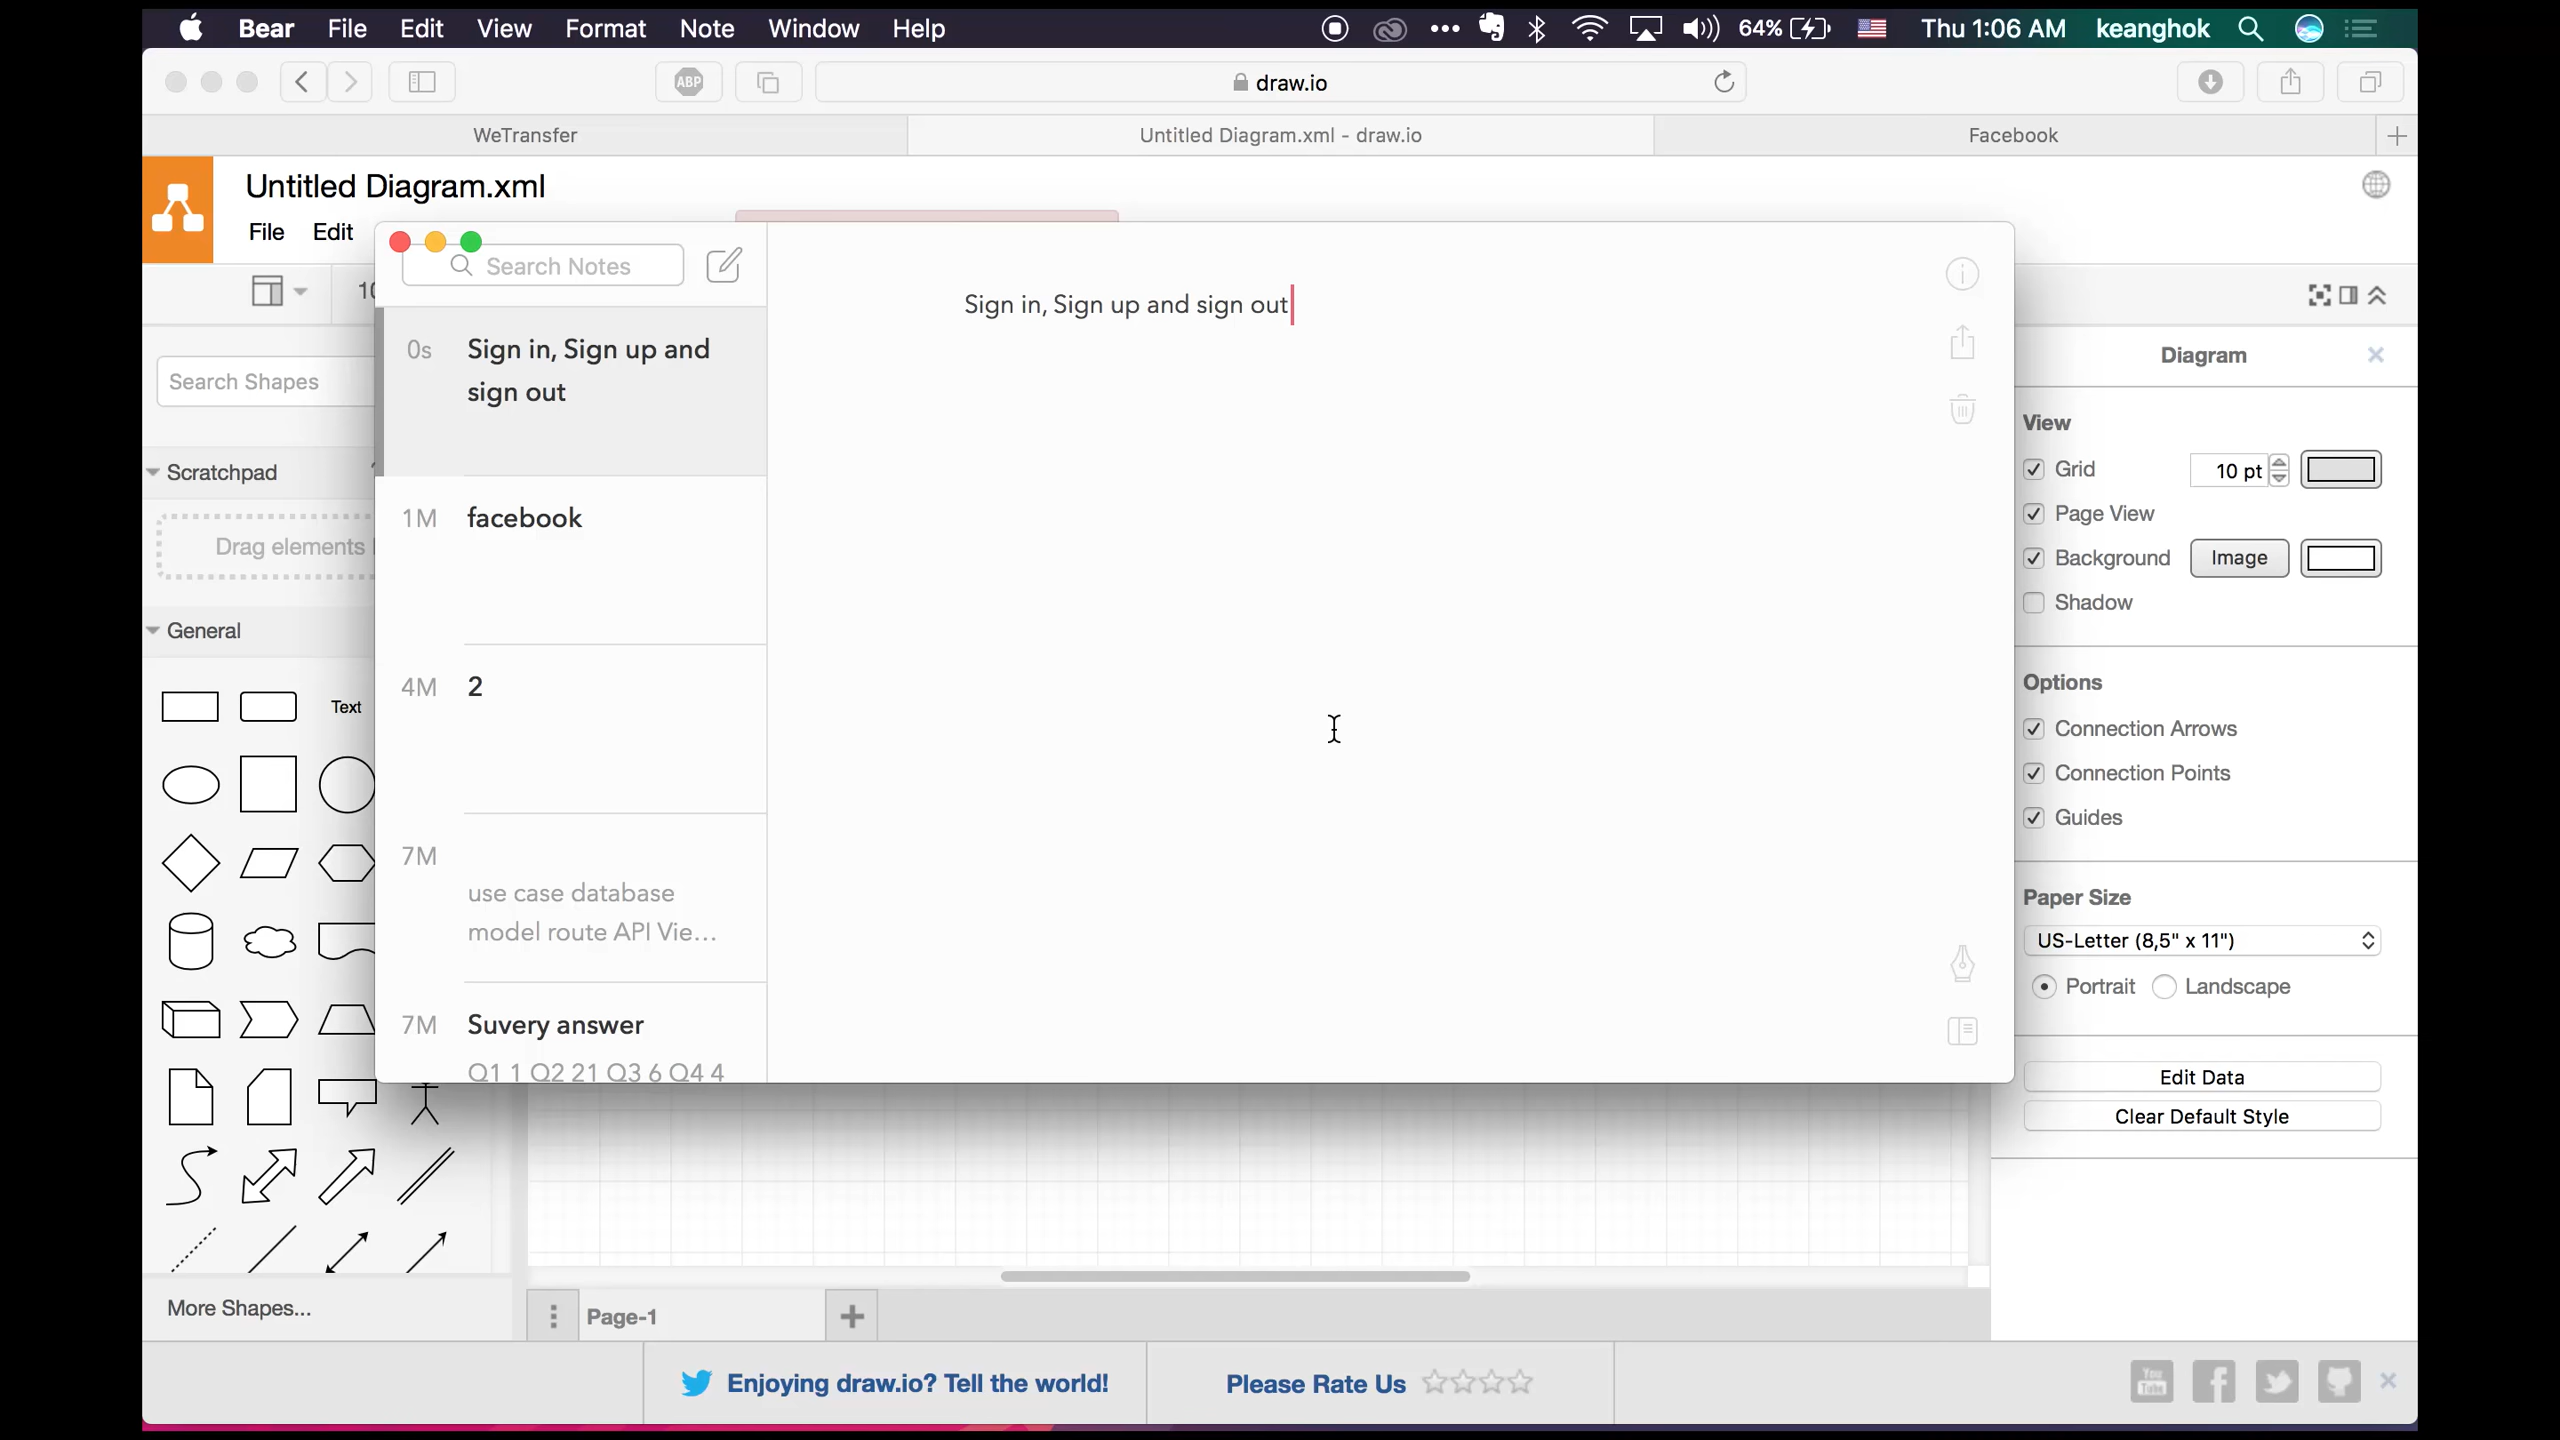 Bear File Edit View Format Note Window Help 64% Thu 1:06 AM keanghok
ABP draw.io
WeTransfer Untitled Diagram.xml - draw.io Facebook
Untitled Diagram.xml
File Edit
Search Notes
Sign in, Sign up and sign out
0s Sign in, Sign up and
sign out
1M facebook
4M 2
7M
use case database
model route API Vie...
7M Suvery answer
Q1 1 Q2 21 Q3 6 Q4 4
Search Shapes
Scratchpad
Drag elements
General
Text
More Shapes...
Page-1
Diagram
View
Grid 10 pt
Page View
Background Image
Shadow
Options
Connection Arrows
Connection Points
Guides
Paper Size
US-Letter (8,5" x 11")
Portrait Landscape
Edit Data
Clear Default Style
Enjoying draw.io? Tell the world! Please Rate Us
You Tube